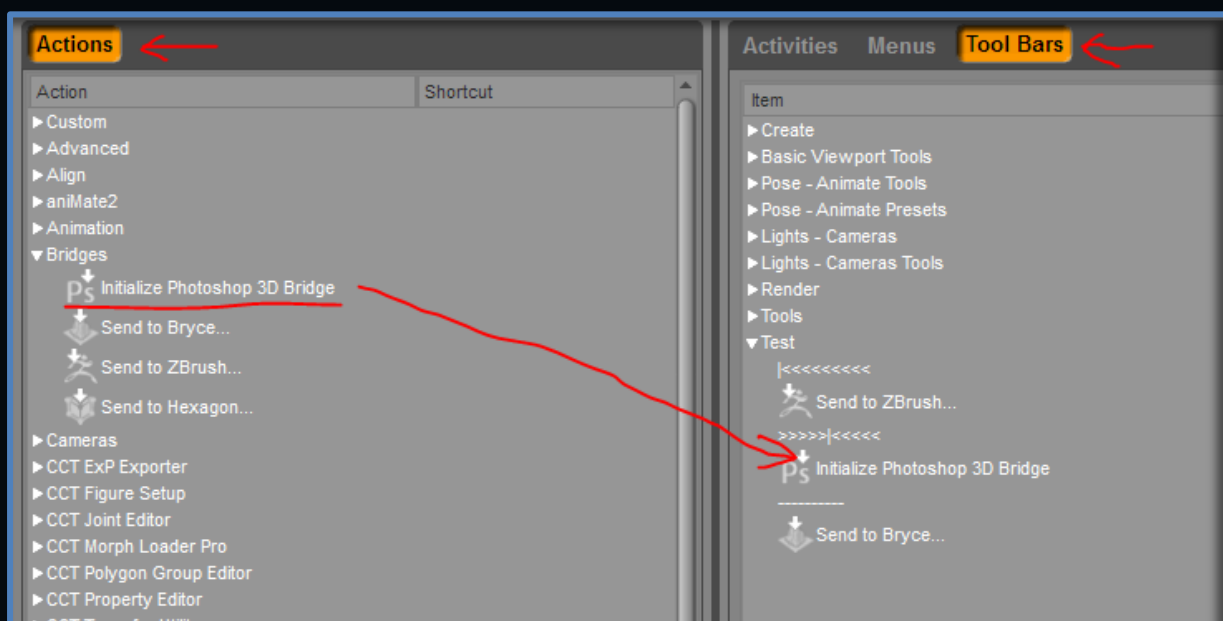 Actions
Action Shortcut
Custom
Advanced
Align
aniMate2
Animation
Bridges
Ps Initialize Photoshop 3D Bridge
Send to Bryce...
Send to ZBrush...
Send to Hexagon...
Cameras
CCT ExP Exporter
CCT Figure Setup
CCT Joint Editor
CCT Morph Loader Pro
CCT Polygon Group Editor
CCT Property Editor
Activities Menus Tool Bars
Item
Create
Basic Viewport Tools
Pose - Animate Tools
Pose - Animate Presets
Lights - Cameras
Lights - Cameras Tools
Render
Tools
Test
|<<<<<<<<<
Send to ZBrush...
>>>>>|<<<<<
Ps Initialize Photoshop 3D Bridge
----------
Send to Bryce...